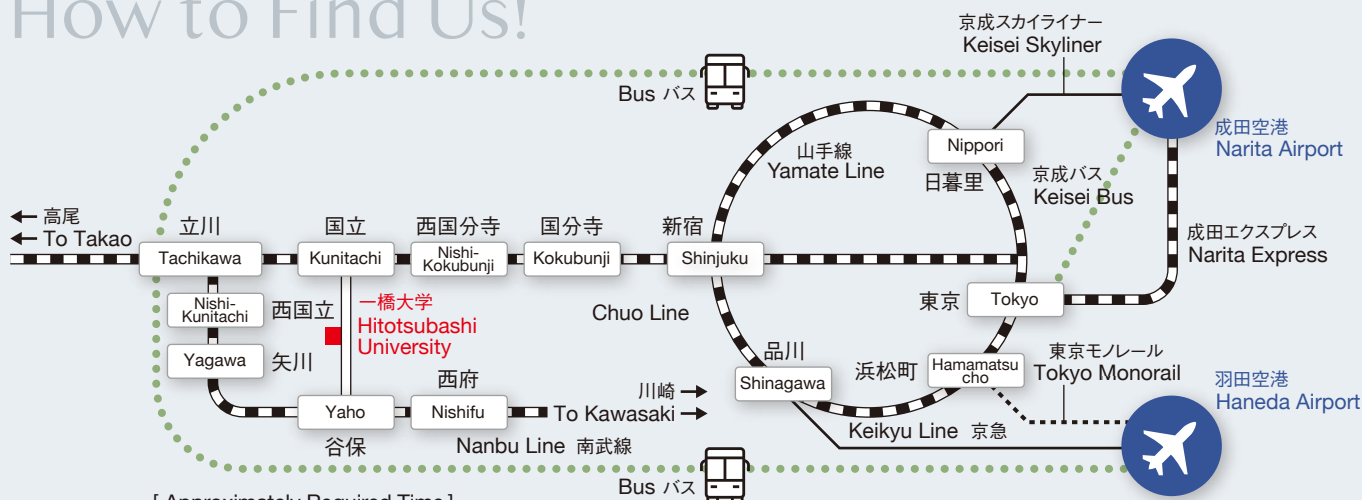 How to Find Us!
京成スカイライナー
Keisei Skyliner
Bus バス
成田空港
Narita Airport
山手線
Yamate Line
Nippori
日暮里
京成バス
Keisei Bus
成田エクスプレス
Narita Express
← 高尾
← To Takao
立川
Tachikawa
国立
Kunitachi
西国分寺
Nishi-
Kokubunji
国分寺
Kokubunji
新宿
Shinjuku
Chuo Line
東京
Tokyo
Nishi-
Kunitachi
西国立
一橋大学
Hitotsubashi
University
Yagawa
矢川
Yaho
谷保
西府
Nishifu
川崎 →
To Kawasaki →
Nanbu Line 南武線
品川
Shinagawa
浜松町
Hamamatsu
cho
東京モノレール
Tokyo Monorail
Keikyu Line 京急
羽田空港
Haneda Airport
Bus バス
[ Approximately Required Time ]